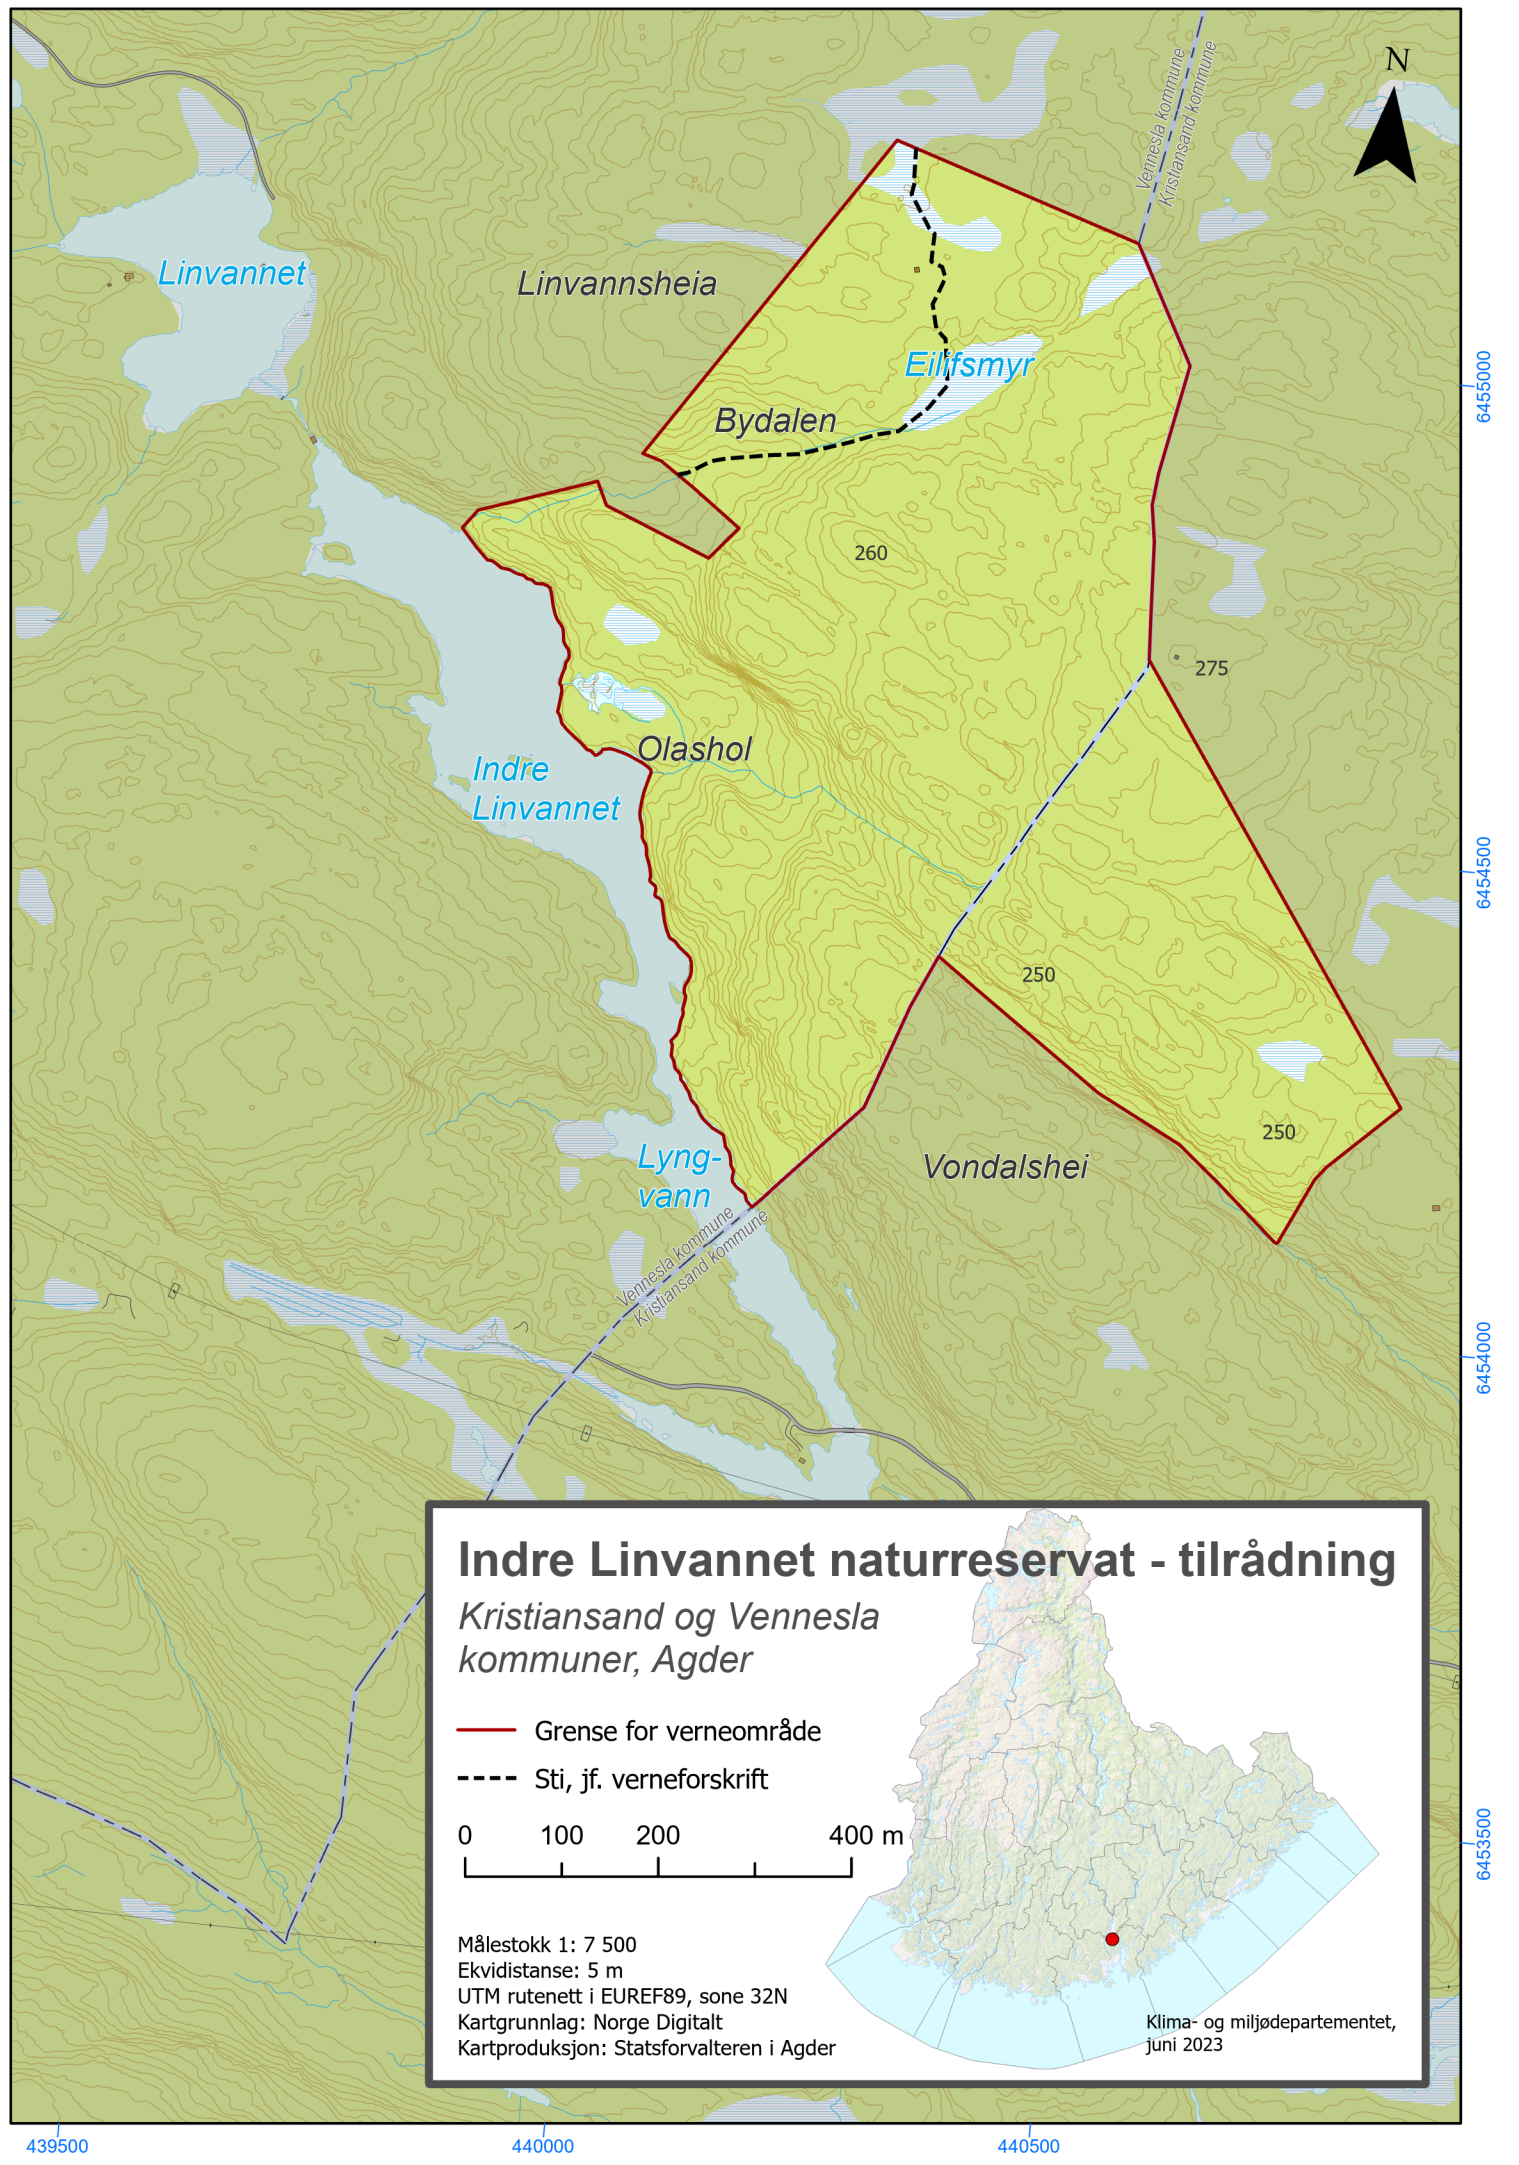 N
Vennesla kommune
Kristiansand kommune
Linvannet
Linvannsheia
Eilifsmyr
Bydalen
6455000
260
275
Olashol
Indre
Linvannet
6454500
250
250
Lyng-
vann
Vondalshei
Vennesla kommune
Kristiansand kommune
6454000
Indre Linvannet naturreservat - tilrådning
Kristiansand og Vennesla
kommuner, Agder
Grense for verneområde
Sti, jf. verneforskrift
0 100 200 400 m
6453500
Målestokk 1: 7 500
Ekvidistanse: 5 m
UTM rutenett i EUREF89, sone 32N
Kartgrunnlag: Norge Digitalt
Kartproduksjon: Statsforvalteren i Agder
Klima- og miljødepartementet,
juni 2023
439500 440000 440500